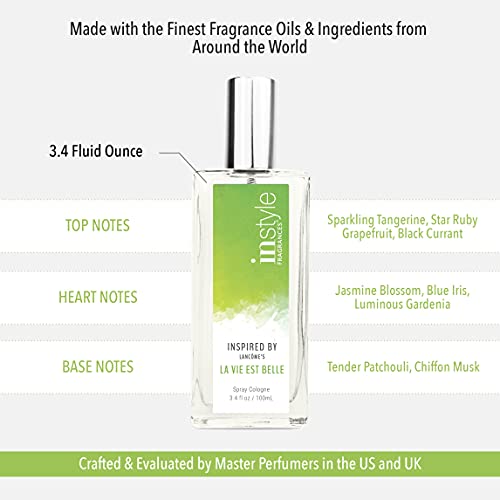 Made with the Finest Fragrance Oils & Ingredients from
Around the World
3.4 Fluid Ounce
TOP NOTES
Sparkling Tangerine, Star Ruby
Grapefruit, Black Currant
HEART NOTES
Jasmine Blossom, Blue Iris,
Luminous Gardenia
BASE NOTES
Tender Patchouli, Chiffon Musk
instyle
FRAGRANCES
INSPIRED BY
LANCÔME'S
LA VIE EST BELLE
Spray Cologne
3.4 fl oz / 100mL
Crafted & Evaluated by Master Perfumers in the US and UK